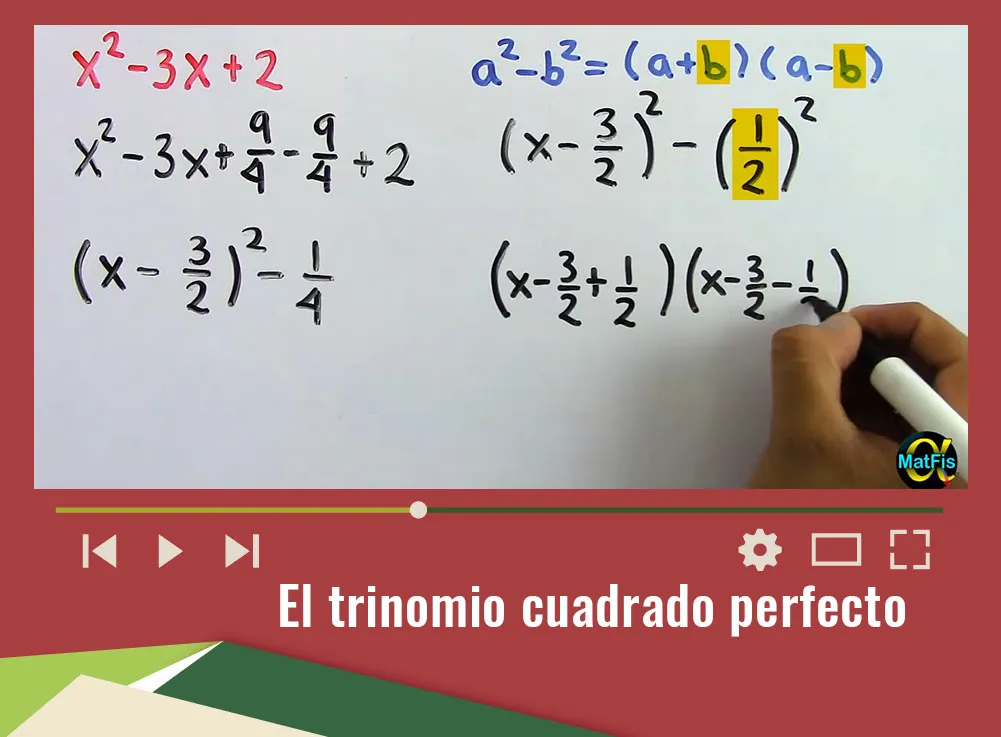 x² - 3x + 2
x² - 3x + 9/4 - 9/4 + 2
(x - 3/2)² - 1/4
a² - b² = (a+b)(a-b)
(x - 3/2)² - (1/2)²
(x - 3/2 + 1/2)(x - 3/2 - 1/2)
MatFis
El trinomio cuadrado perfecto